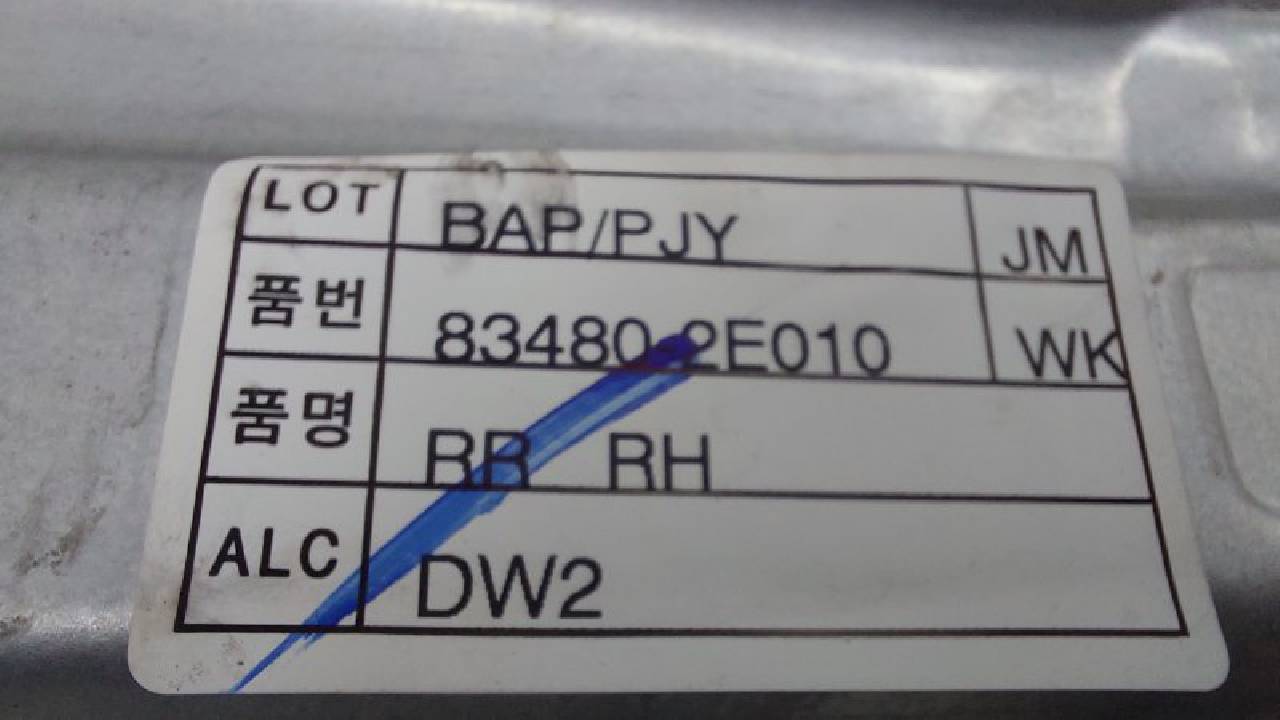 LOT BAP/PJY JM
품번 83480-2E010 WK
품명 RR RH
ALC DW2